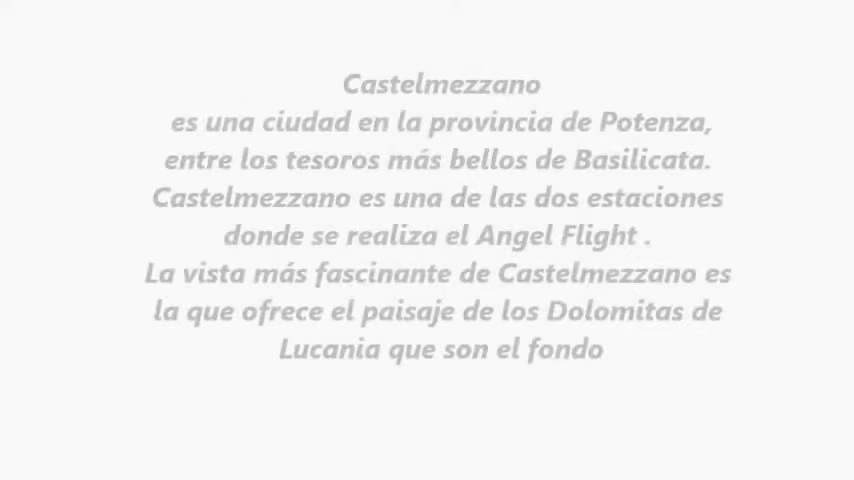 Castelmezzano
es una ciudad en la provincia de Potenza,
entre los tesoros más bellos de Basilicata.
Castelmezzano es una de las dos estaciones
donde se realiza el Angel Flight .
La vista más fascinante de Castelmezzano es
la que ofrece el paisaje de los Dolomitas de
Lucania que son el fondo